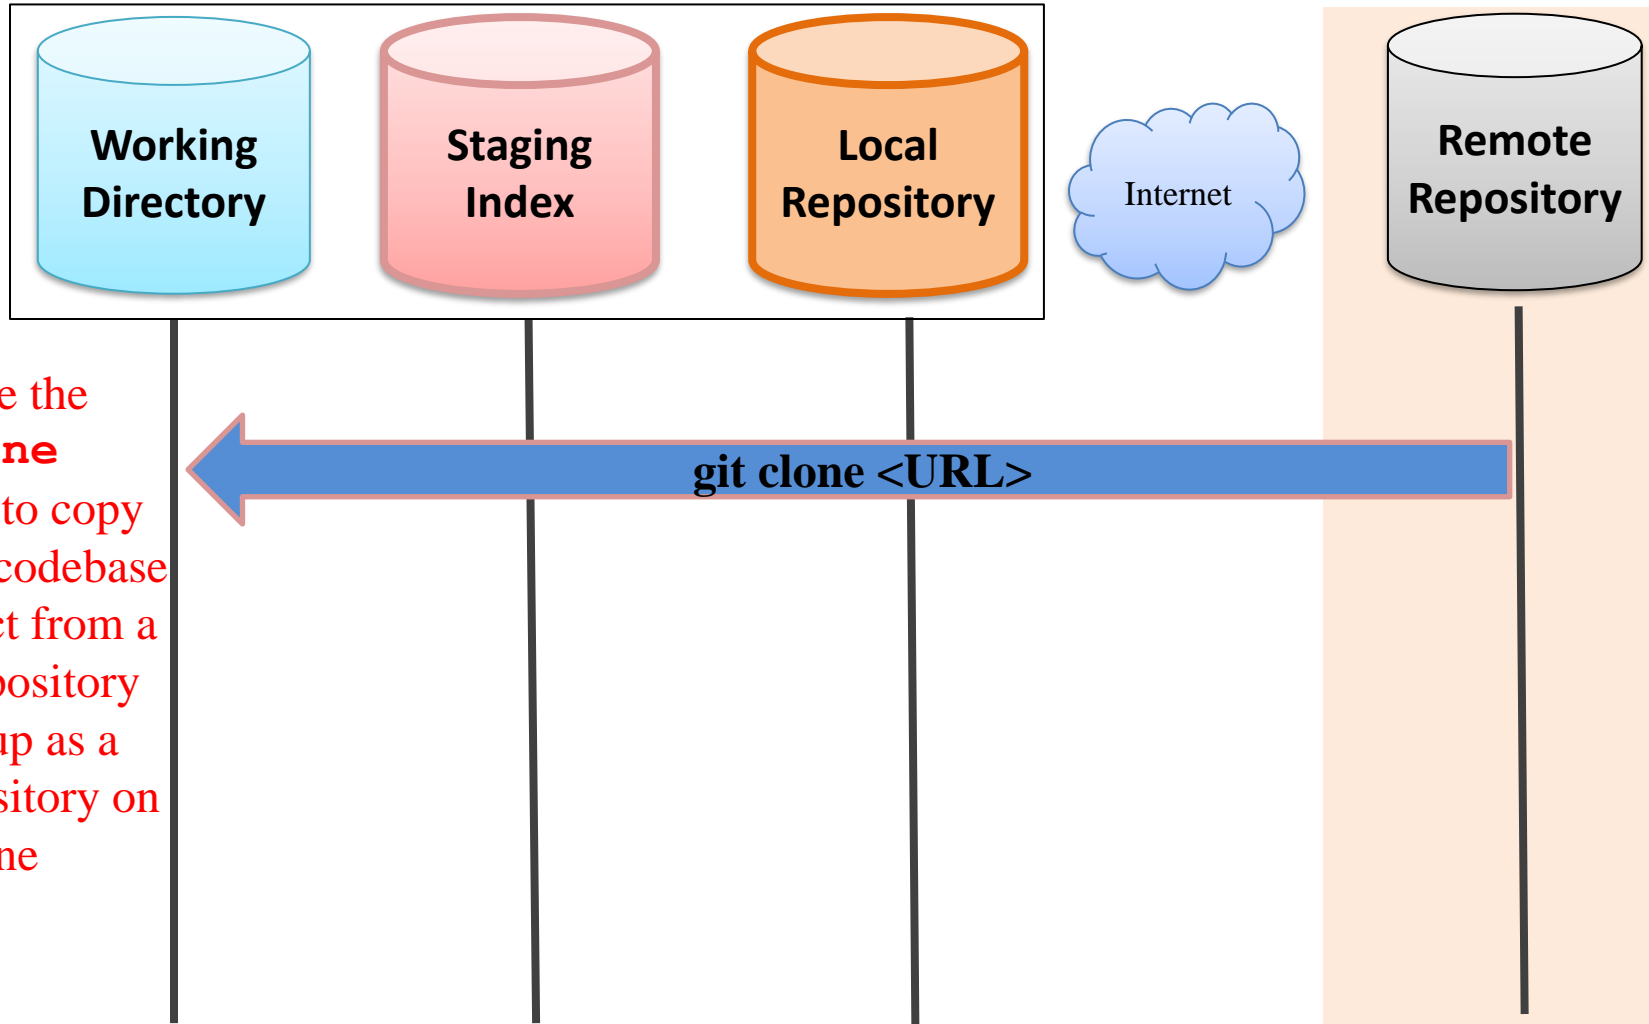 Working
Directory
Staging
Index
Local
Repository
Internet
Remote
Repository
git clone <URL>
e the
ne
to copy
codebase
ct from a
pository
up as a
sitory on
ne